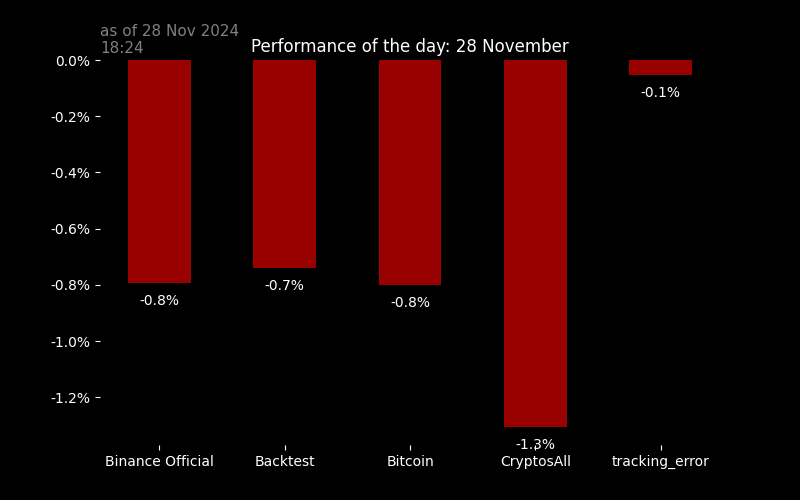 as of 28 Nov 2024
18:24
Performance of the day: 28 November
0.0%
-0.2%
-0.4%
-0.6%
-0.8%
-1.0%
-1.2%
-0.8%
-0.7%
-0.8%
-1.3%
-0.1%
Binance Official
Backtest
Bitcoin
CryptosAll
tracking_error